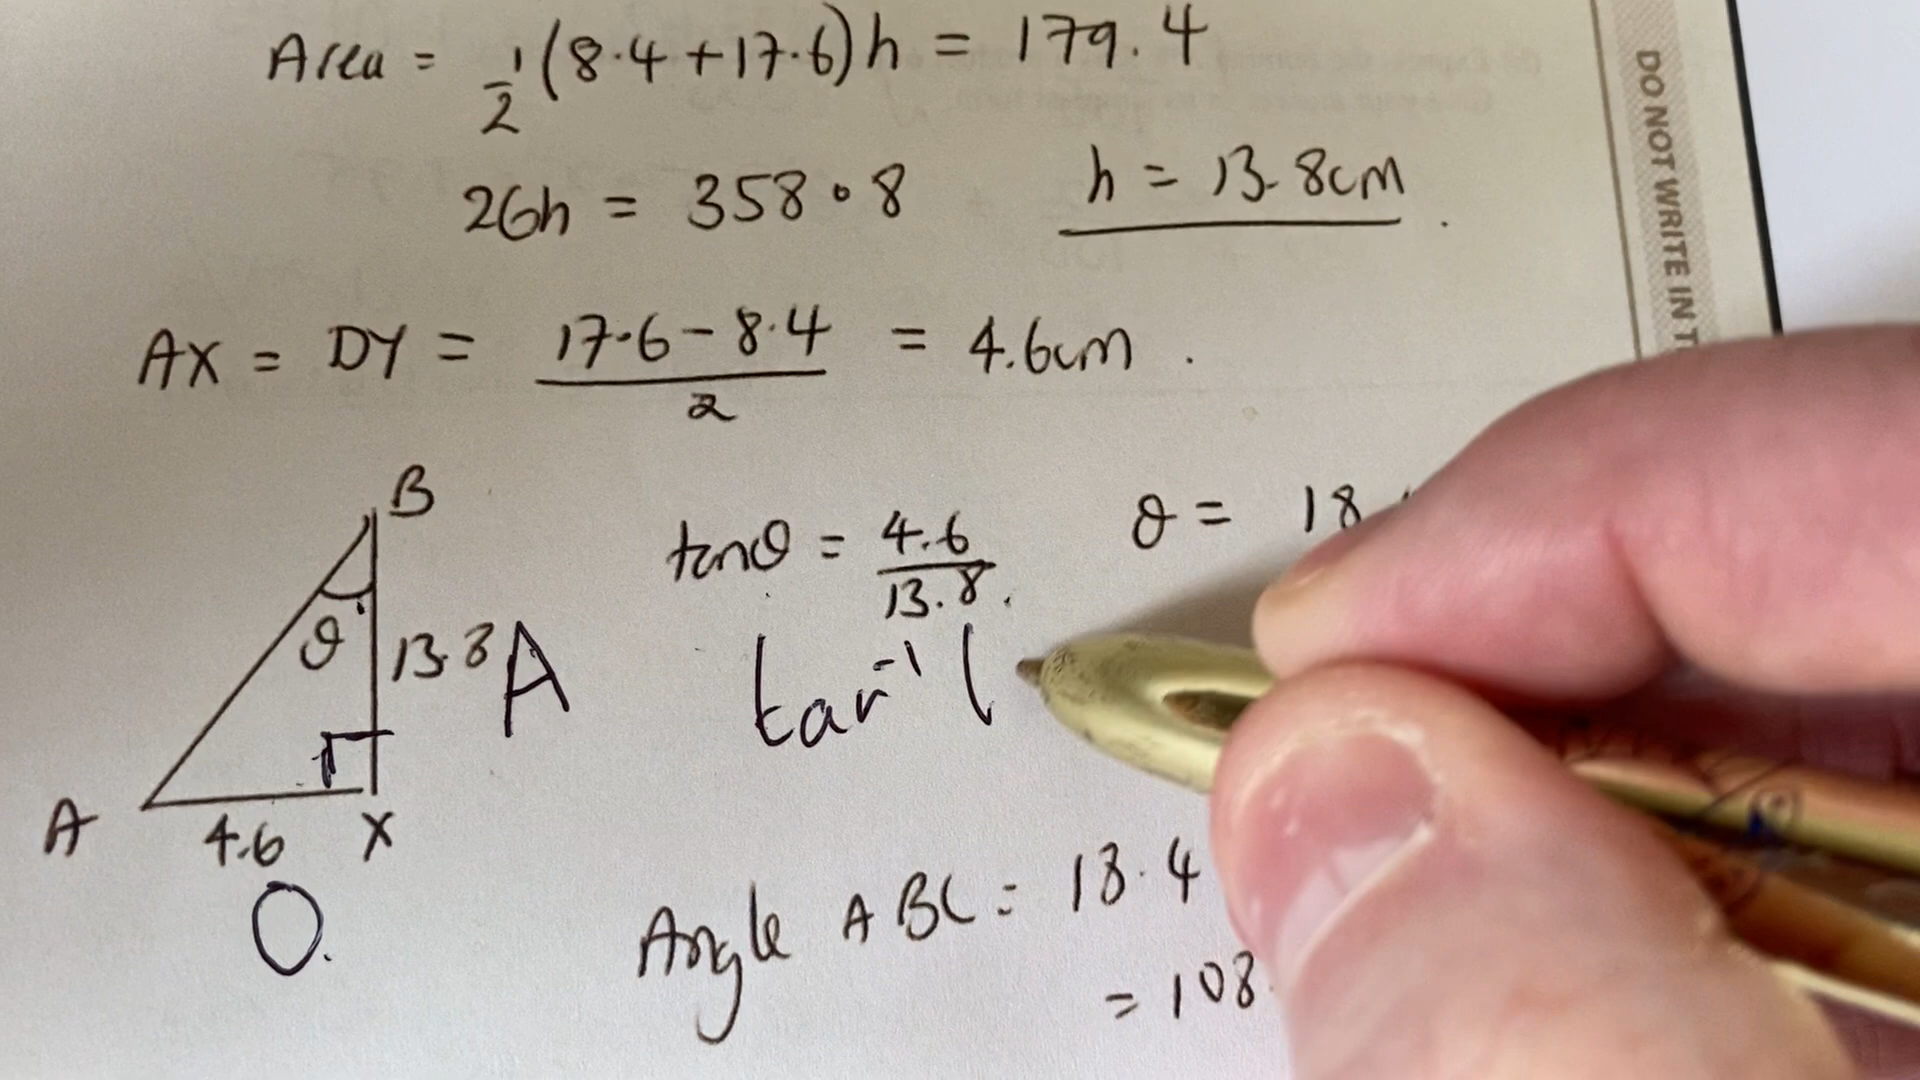 Area = 1/2 (8.4 + 17.6) h = 179.4
26h = 358.8
h = 13.8cm
AX = DY = 17.6 - 8.4 / 2 = 4.6cm.
B
tanθ = 4.6 / 13.8.
θ = 18.
θ
13.8 A
tan⁻¹ (
A
4.6
X
O.
Angle ABC = 18.4
= 108.
DO NOT WRITE IN T